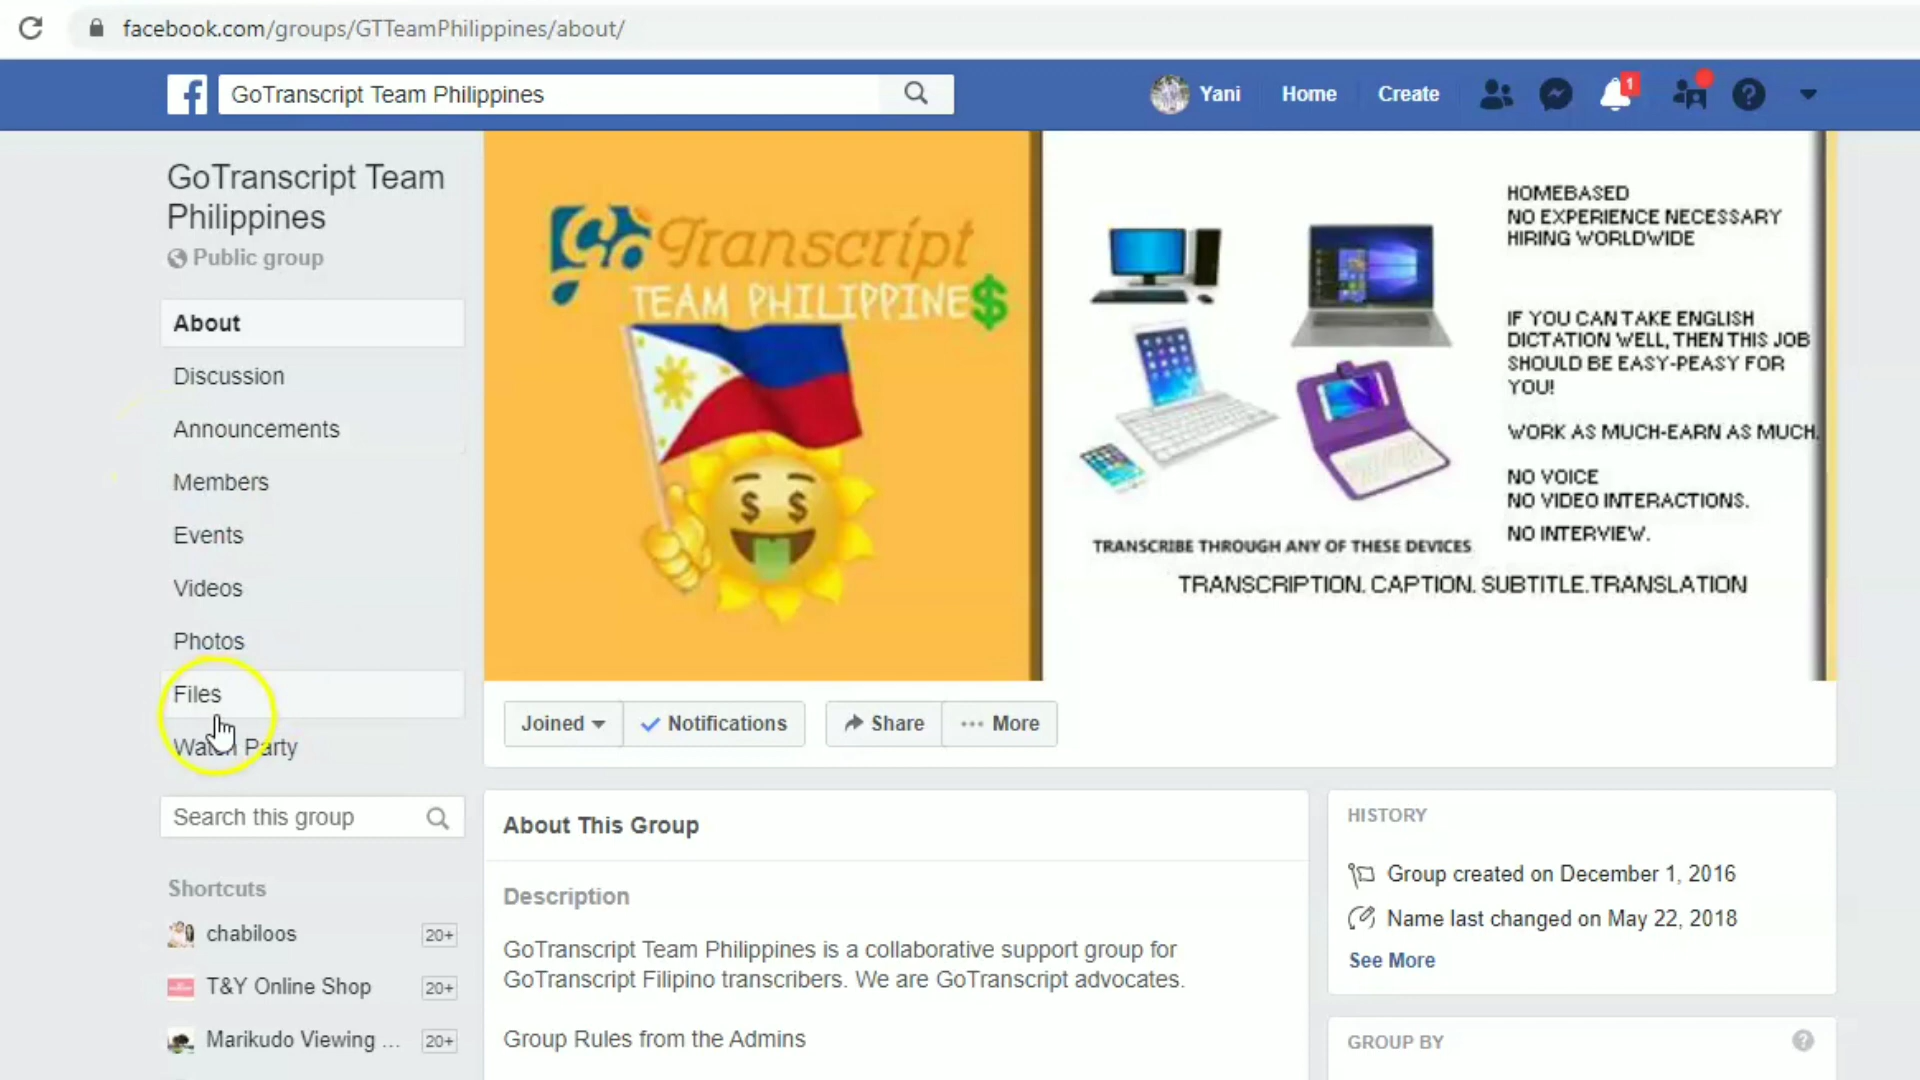 facebook.com/groups/GTTeamPhilippines/about/
GoTranscript Team Philippines
Yani
Home
Create
1
GoTranscript Team
Philippines
Public group
About
Discussion
Announcements
Members
Events
Videos
Photos
Files
Watch Party
Search this group
Shortcuts
chabiloos 20+
T&Y Online Shop 20+
Marikudo Viewing ... 20+
GoTranscript
TEAM PHILIPPINE$
HOMEBASED
NO EXPERIENCE NECESSARY
HIRING WORLDWIDE
IF YOU CAN TAKE ENGLISH
DICTATION WELL, THEN THIS JOB
SHOULD BE EASY-PEASY FOR
YOU!
WORK AS MUCH-EARN AS MUCH.
NO VOICE
NO VIDEO INTERACTIONS.
NO INTERVIEW.
TRANSCRIBE THROUGH ANY OF THESE DEVICES
TRANSCRIPTION. CAPTION. SUBTITLE.TRANSLATION
Joined
Notifications
Share
More
About This Group
Description
GoTranscript Team Philippines is a collaborative support group for
GoTranscript Filipino transcribers. We are GoTranscript advocates.
Group Rules from the Admins
HISTORY
Group created on December 1, 2016
Name last changed on May 22, 2018
See More
GROUP BY